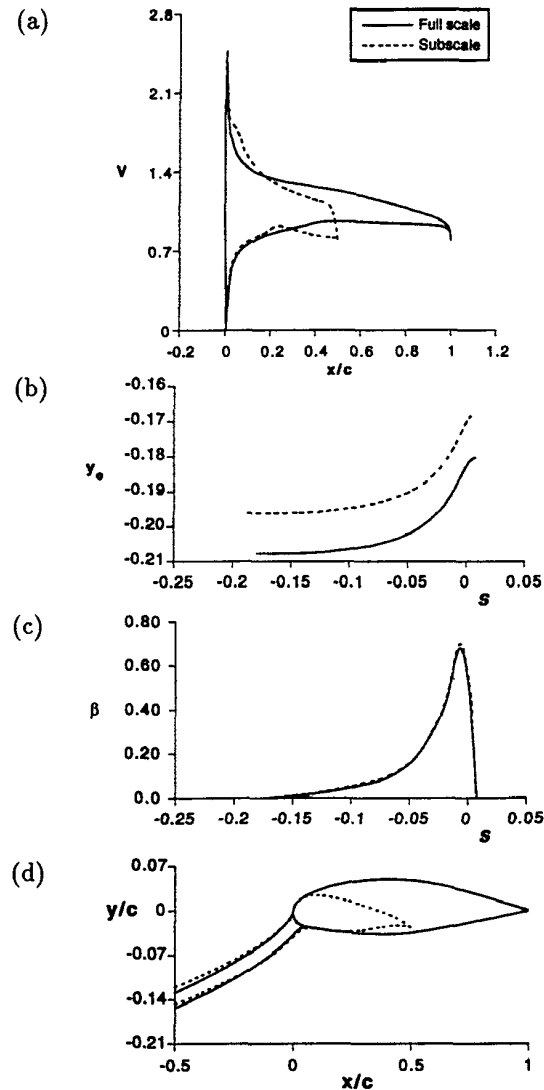 (a)
2.8
2.1
1.4
0.7
0
V
Full scale
Subscale
-0.2 0 0.2 0.4 0.6 0.8 1 1.2
x/c
(b)
-0.16
-0.17
-0.18
-0.19
-0.20
-0.21
yₒ
-0.25 -0.2 -0.15 -0.1 -0.05 0 0.05
S
(c)
0.80
0.60
0.40
0.20
0.0
β
-0.25 -0.2 -0.15 -0.1 -0.05 0 0.05
S
(d)
0.07
0
-0.07
-0.14
-0.21
y/c
-0.5 0 0.5 1
x/c